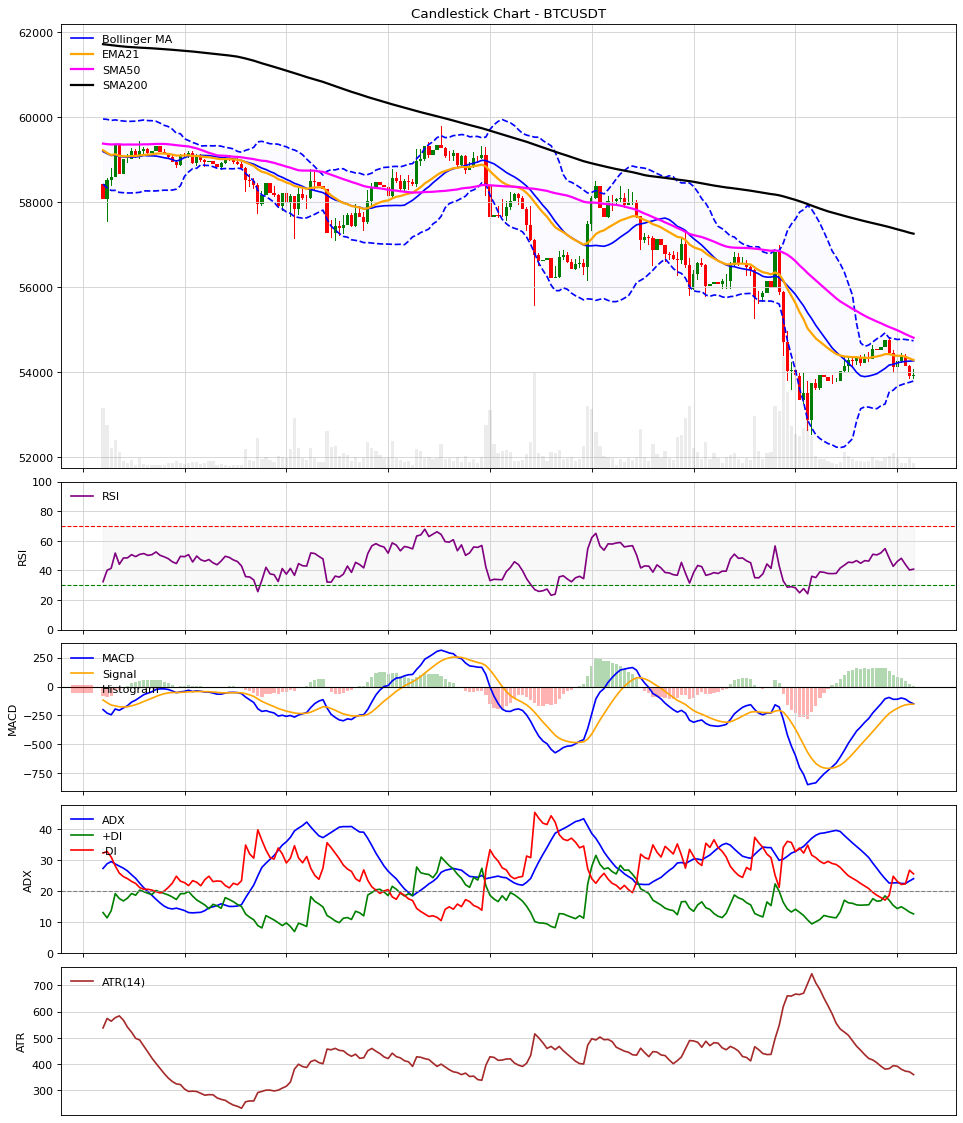 Candlestick Chart - BTCUSDT
62000
60000
58000
56000
54000
52000
Bollinger MA
EMA21
SMA50
SMA200
100
80
60
40
20
0
RSI
RSI
250
0
−250
−500
−750
MACD
MACD
Signal
Histogram
40
30
20
10
0
ADX
ADX
+DI
-DI
700
600
500
400
300
ATR
ATR(14)